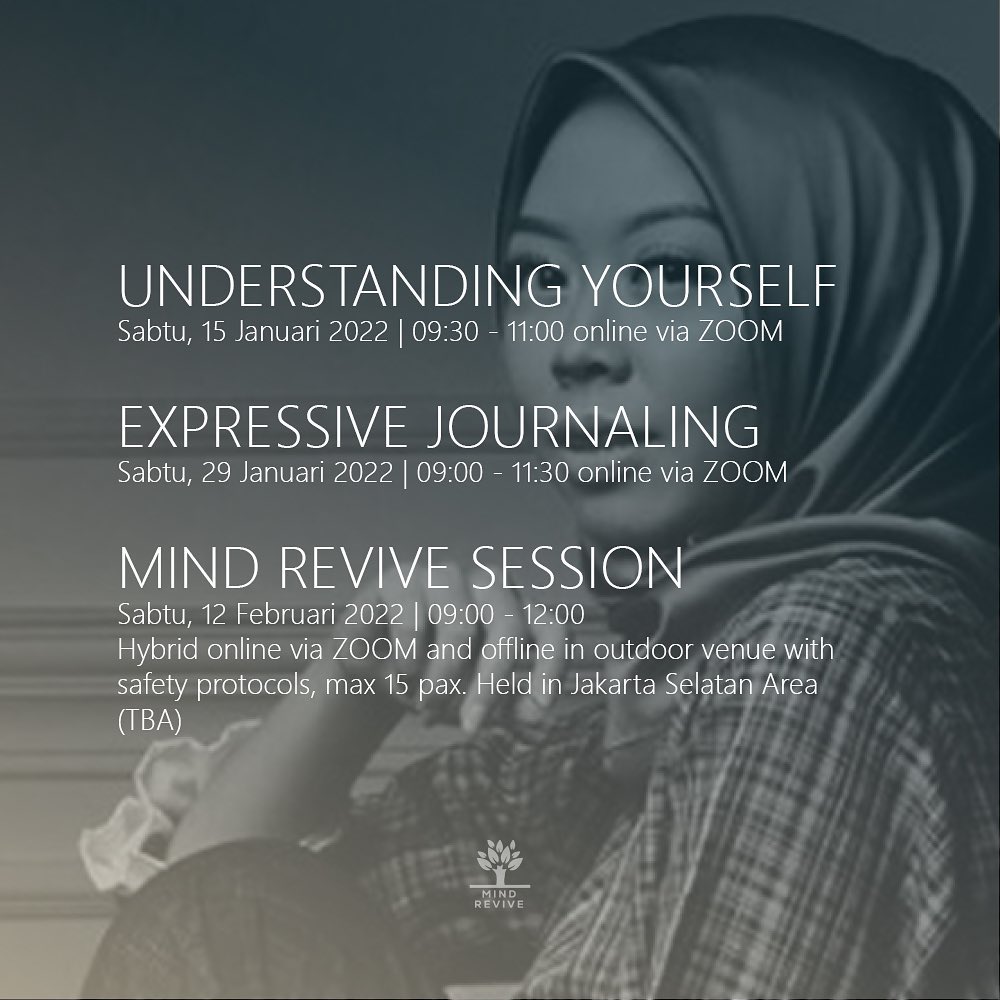 UNDERSTANDING YOURSELF
Sabtu, 15 Januari 2022 | 09:30 - 11:00 online via ZOOM
EXPRESSIVE JOURNALING
Sabtu, 29 Januari 2022 | 09:00 - 11:30 online via ZOOM
MIND REVIVE SESSION
Sabtu, 12 Februari 2022 | 09:00 - 12:00
Hybrid online via ZOOM and offline in outdoor venue with
safety protocols, max 15 pax. Held in Jakarta Selatan Area
(TBA)
MIND
REVIVE